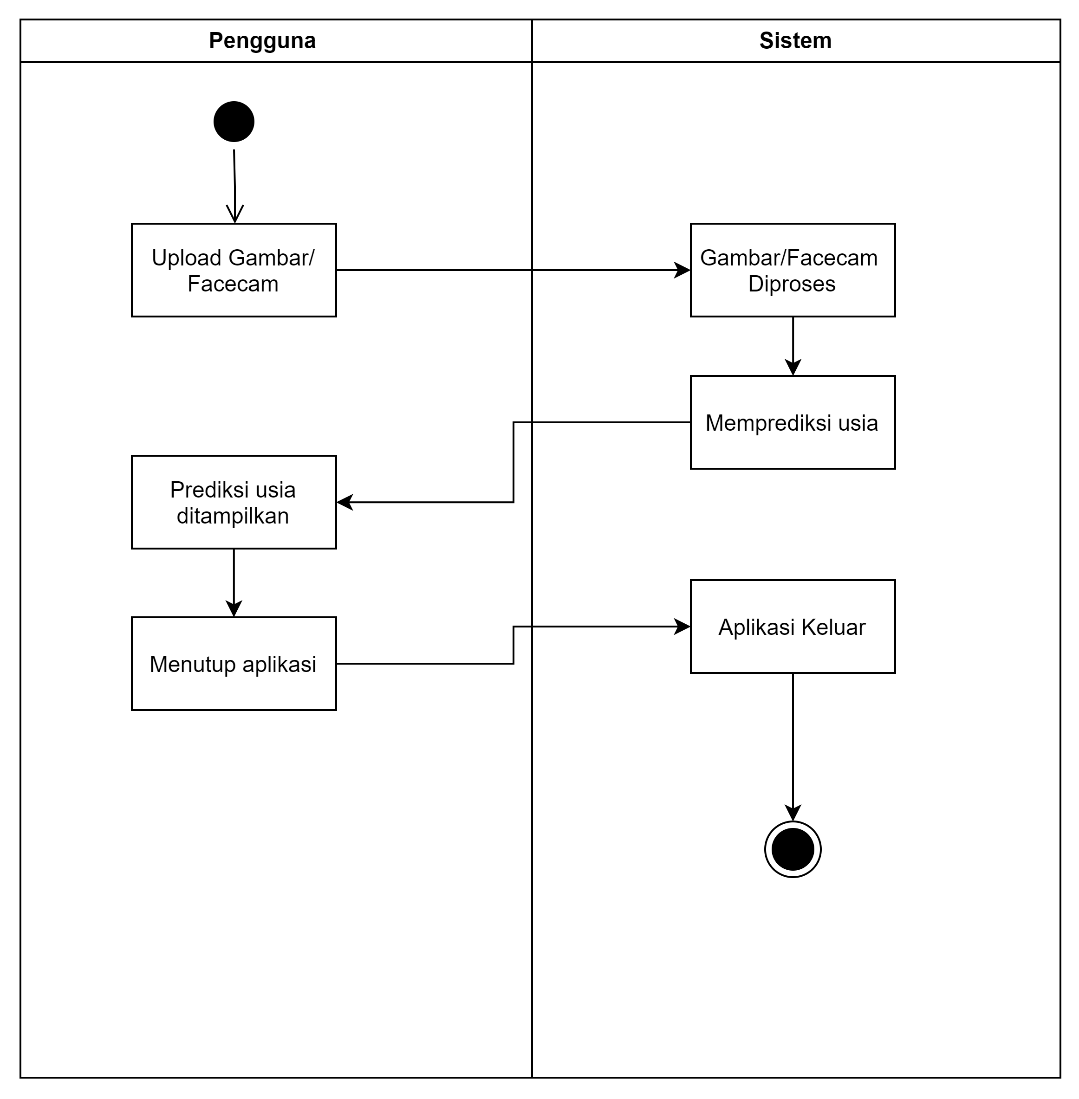 Pengguna
Sistem
Upload Gambar/
Facecam
Gambar/Facecam
Diproses
Memprediksi usia
Prediksi usia
ditampilkan
Menutup aplikasi
Aplikasi Keluar